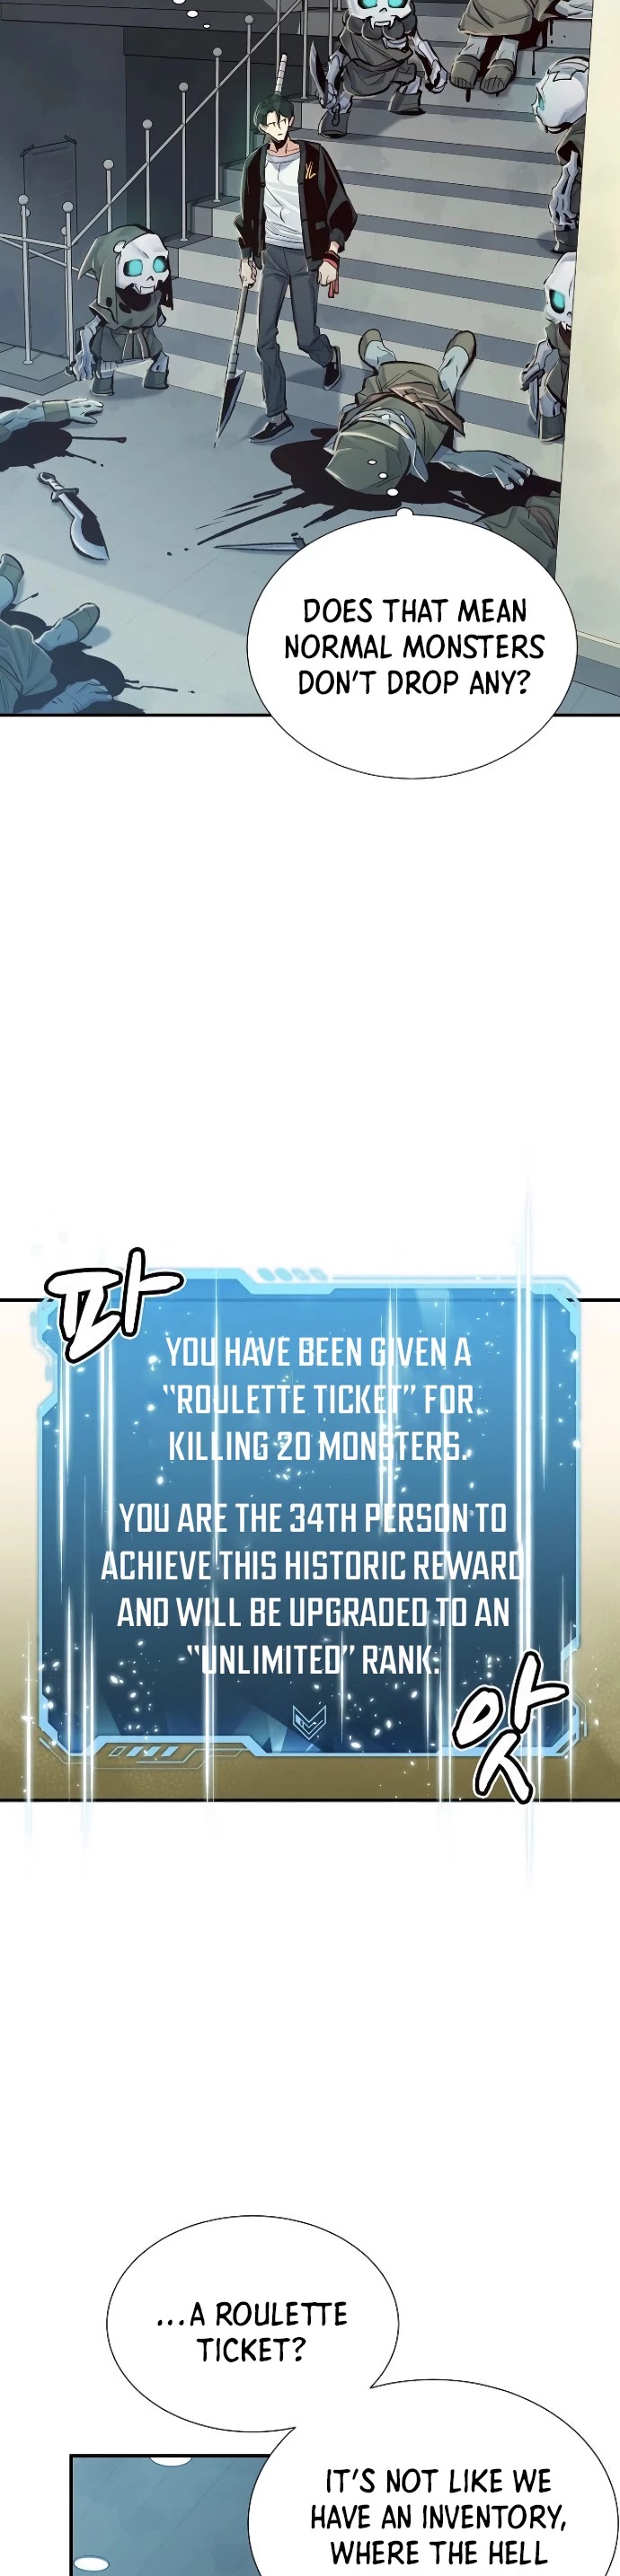 DOES THAT MEAN
NORMAL MONSTERS
DON'T DROP ANY?
파
YOU HAVE BEEN GIVEN A
"ROULETTE TICKET" FOR
KILLING 20 MONSTERS.
YOU ARE THE 34TH PERSON TO
ACHIEVE THIS HISTORIC REWARD
AND WILL BE UPGRADED TO AN
"UNLIMITED" RANK.
앗
...A ROULETTE
TICKET?
IT'S NOT LIKE WE
HAVE AN INVENTORY,
WHERE THE HELL